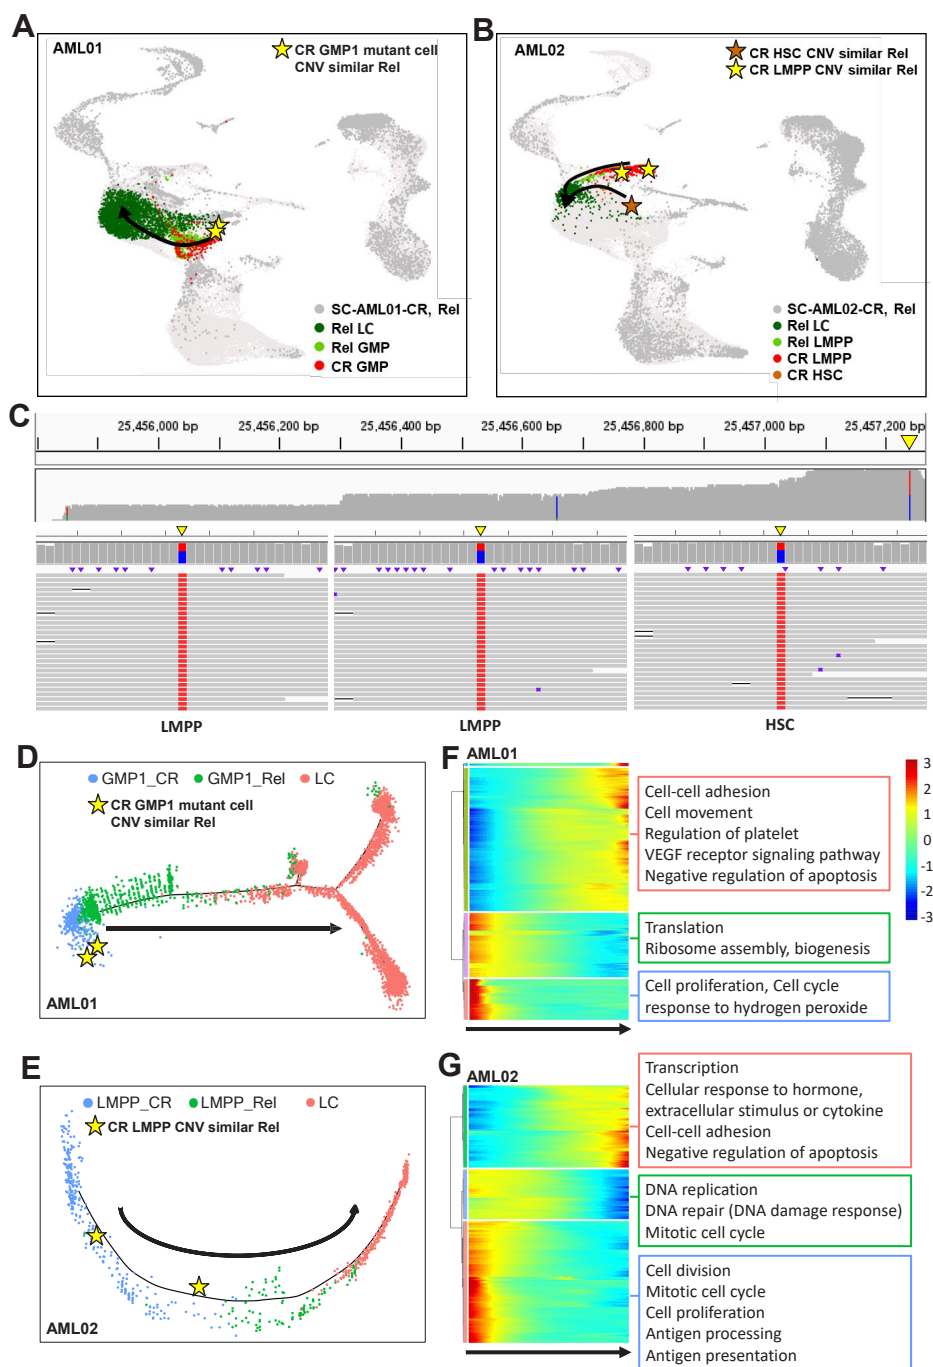 A
AML01
CR GMP1 mutant cell
CNV similar Rel
SC-AML01-CR, Rel
Rel LC
Rel GMP
CR GMP
B
AML02
CR HSC CNV similar Rel
CR LMPP CNV similar Rel
SC-AML02-CR, Rel
Rel LC
Rel LMPP
CR LMPP
CR HSC
C
25,456,000 bp 25,456,200 bp 25,456,400 bp 25,456,600 bp 25,456,800 bp 25,457,000 bp 25,457,200 bp
LMPP LMPP HSC
D
GMP1_CR GMP1_Rel LC
CR GMP1 mutant cell
CNV similar Rel
AML01
E
LMPP_CR LMPP_Rel LC
CR LMPP CNV similar Rel
AML02
F
AML01
Cell-cell adhesion
Cell movement
Regulation of platelet
VEGF receptor signaling pathway
Negative regulation of apoptosis
Translation
Ribosome assembly, biogenesis
Cell proliferation, Cell cycle
response to hydrogen peroxide
3
2
1
0
-1
-2
-3
G
AML02
Transcription
Cellular response to hormone,
extracellular stimulus or cytokine
Cell-cell adhesion
Negative regulation of apoptosis
DNA replication
DNA repair (DNA damage response)
Mitotic cell cycle
Cell division
Mitotic cell cycle
Cell proliferation
Antigen processing
Antigen presentation